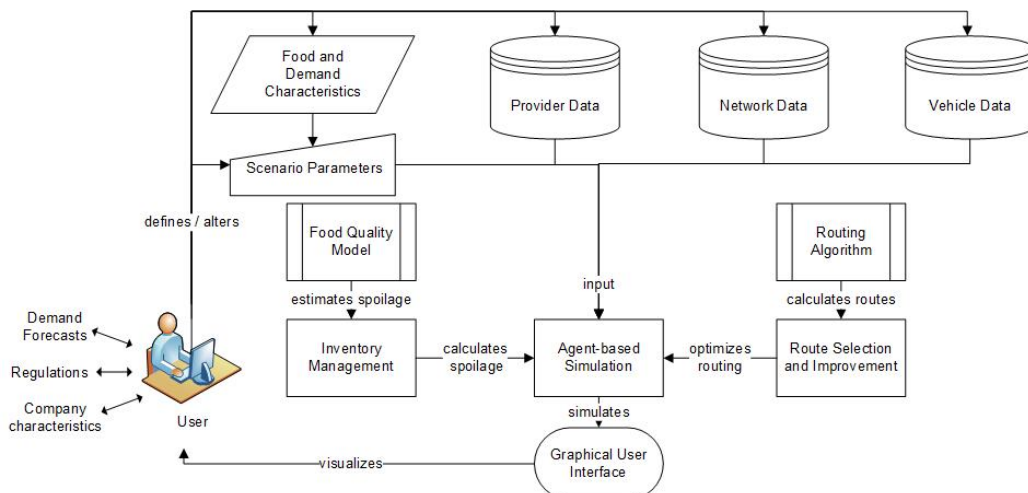 Food and
Demand
Characteristics
Provider Data
Network Data
Vehicle Data
Scenario Parameters
defines / alters
Food Quality
Model
Routing
Algorithm
estimates spoilage
input
calculates routes
Demand
Forecasts
Regulations
Company
characteristics
User
Inventory
Management
calculates
spoilage
Agent-based
Simulation
optimizes
routing
Route Selection
and Improvement
simulates
Graphical User
Interface
visualizes